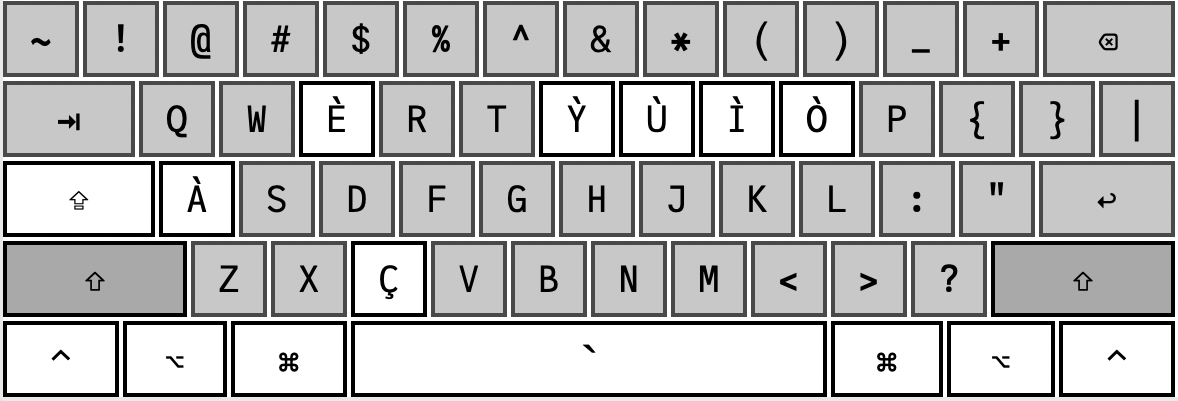 ~ ! @ # $ % ^ & * ( ) _ + ⌫
⇥ Q W È R T Ỳ Ù Ì Ò P { } |
⇪ À S D F G H J K L : " ↩
⇧ Z X Ç V B N M < > ? ⇧
^ ⌥ ⌘ ` ⌘ ⌥ ^